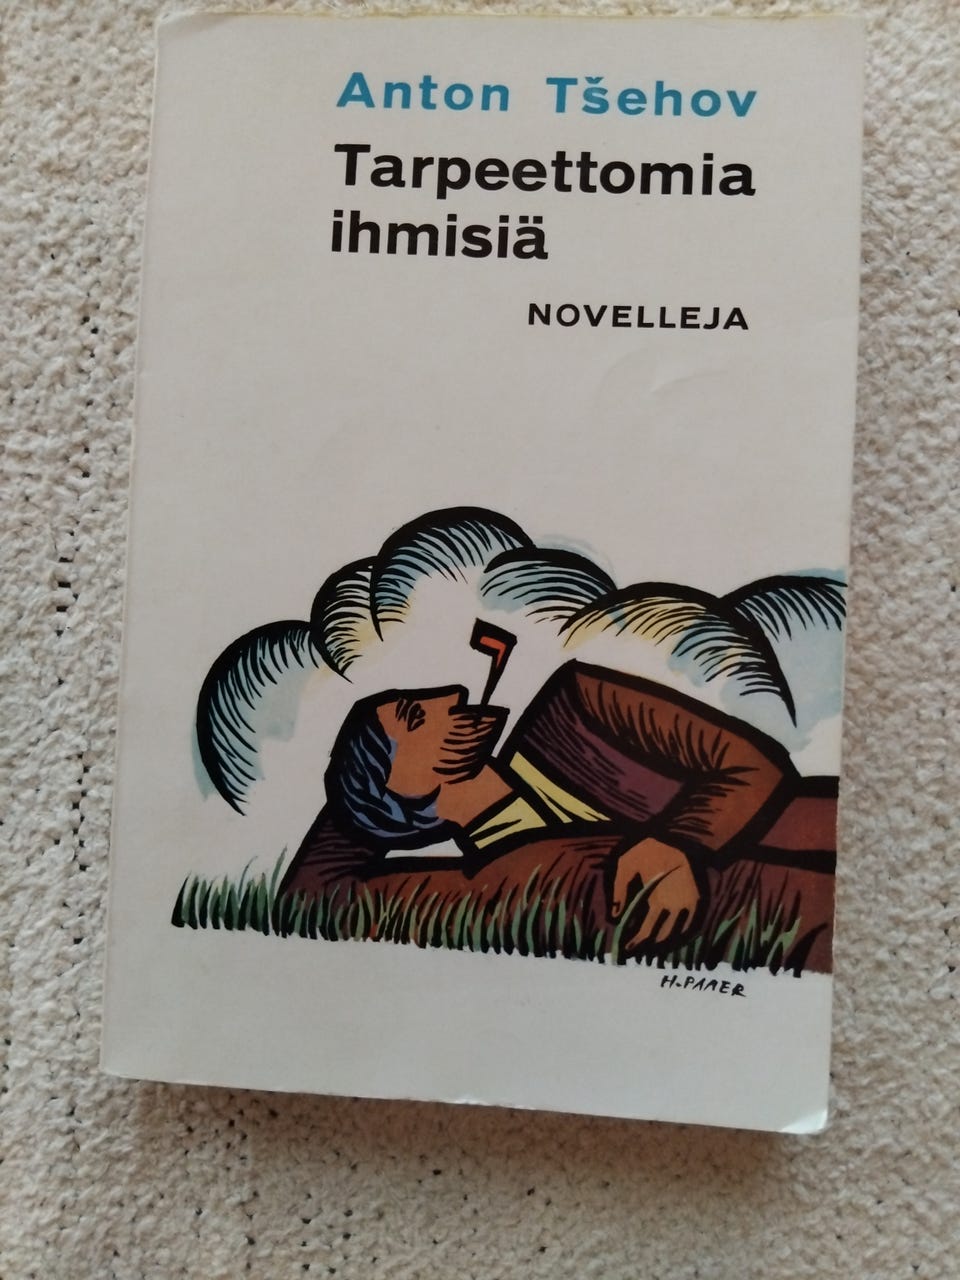 Anton Tšehov
Tarpeettomia
ihmisiä
NOVELLEJA
H.PAAER